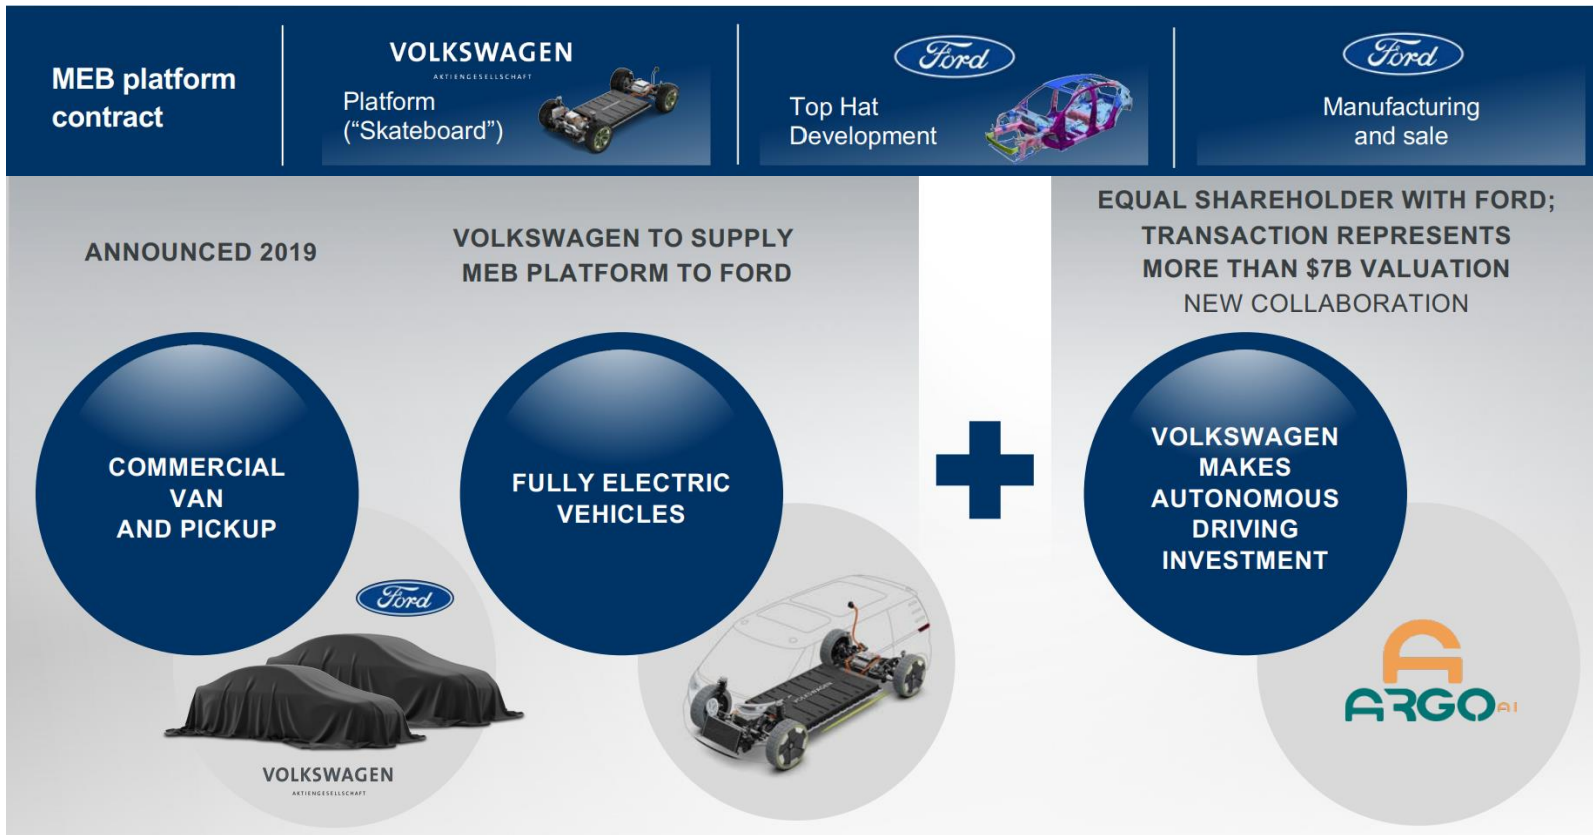 MEB platform
contract
VOLKSWAGEN
AKTIENGESELLSCHAFT
Platform
(“Skateboard”)
Ford
Top Hat
Development
Ford
Manufacturing
and sale
ANNOUNCED 2019
COMMERCIAL
VAN
AND PICKUP
Ford
VOLKSWAGEN
AKTIENGESELLSCHAFT
VOLKSWAGEN TO SUPPLY
MEB PLATFORM TO FORD
FULLY ELECTRIC
VEHICLES
VOLKSWAGEN
EQUAL SHAREHOLDER WITH FORD;
TRANSACTION REPRESENTS
MORE THAN $7B VALUATION
NEW COLLABORATION
VOLKSWAGEN
MAKES
AUTONOMOUS
DRIVING
INVESTMENT
ARGO AI